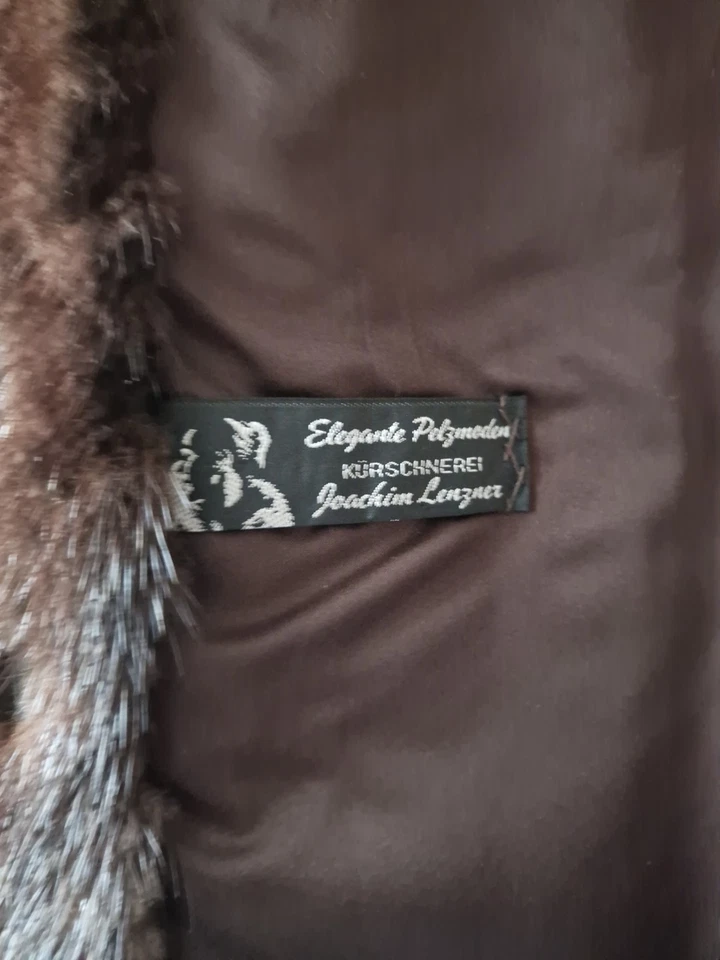 Elegante Pelzmoden
KÜRSCHNEREI
Joachim Lenzner